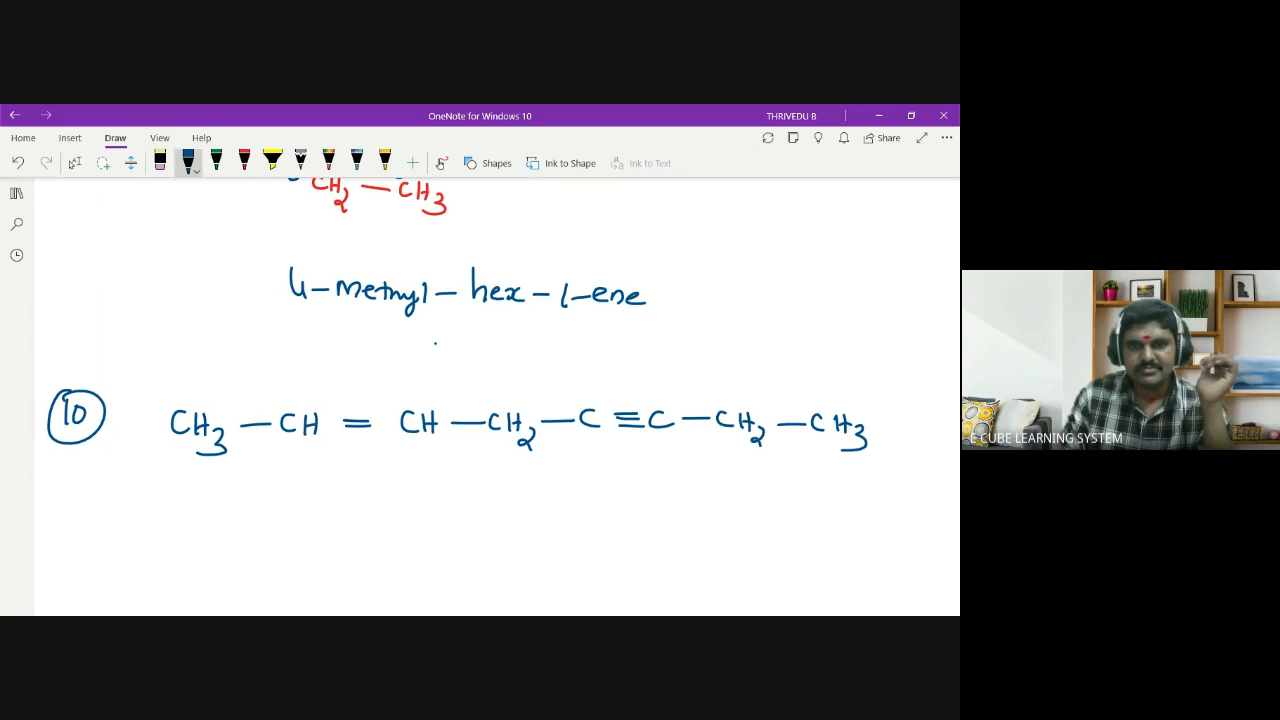 OneNote for Windows 10
THRIVEDU B
Home Insert Draw View Help
Share
Shapes Ink to Shape Ink to Text
CH2 — CH3
4-methyl-hex-1-ene
10 CH3 — CH = CH — CH2 — C ≡ C — CH2 — CH3
E CUBE LEARNING SYSTEM